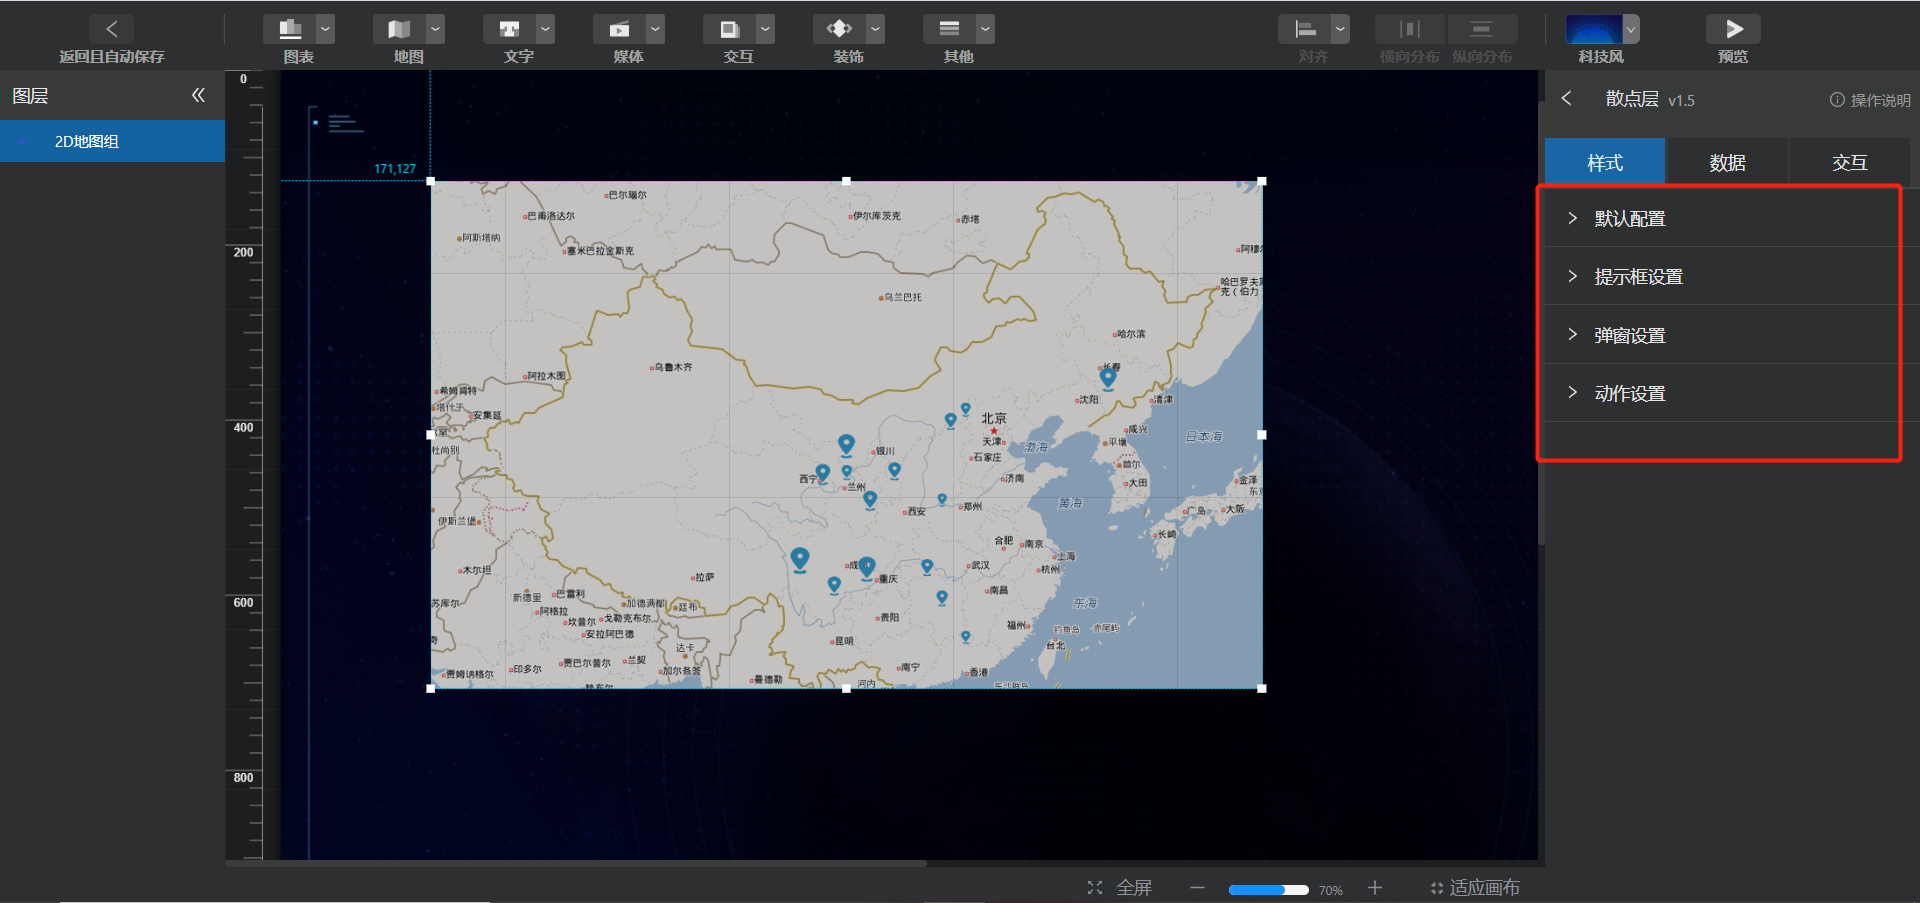 返回且自动保存
图表
地图
文字
媒体
交互
装饰
其他
对齐
横向分布
纵向分布
科技风
预览
图层
2D地图组
0
200
400
600
800
171,127
巴尔瑙尔
巴甫洛达尔
伊尔库茨克
赤塔
阿斯塔纳
塞米巴拉金斯克
哈巴罗夫斯
克（伯力）
乌兰巴托
哈尔滨
乌鲁木齐
长春
阿拉木图
希姆肯特
塔什干
安集延
沈阳
清津
北京
天津
渤海
咸兴
平壤
日本海
杜尚别
银川
石家庄
首尔
西宁
兰州
济南
大田
金泽
东京
伊斯兰堡
西安
郑州
黄海
广岛
大阪
长崎
合肥
南京
上海
木尔坦
拉萨
成都
重庆
武汉
杭州
新德里
巴雷利
南昌
苏库尔
阿格拉
加德满都
廷布
东海
坎普尔
戈勒克布尔
贵阳
安拉阿巴德
福州
钓鱼岛
赤尾屿
昆明
达卡
台北
贾姆讷格尔
印多尔
贾巴尔普尔
兰契
加尔各答
曼德勒
南宁
河内
香港
东沙群岛
散点层 v1.5
操作说明
样式
数据
交互
默认配置
提示框设置
弹窗设置
动作设置
全屏
70%
适应画布